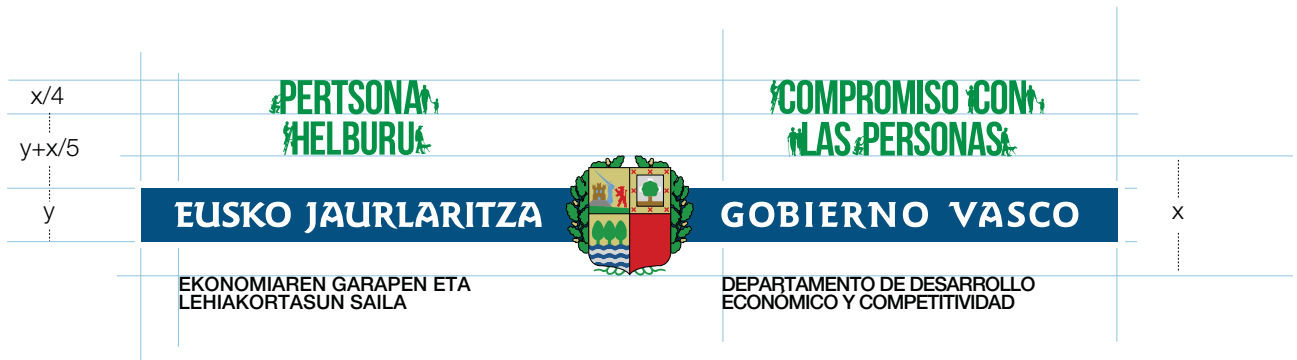 x/4
y+x/5
y
PERTSONA
HELBURU
COMPROMISO CON
LAS PERSONAS
EUSKO JAURLARITZA
GOBIERNO VASCO
x
EKONOMIAREN GARAPEN ETA
LEHIAKORTASUN SAILA
DEPARTAMENTO DE DESARROLLO
ECONÓMICO Y COMPETITIVIDAD